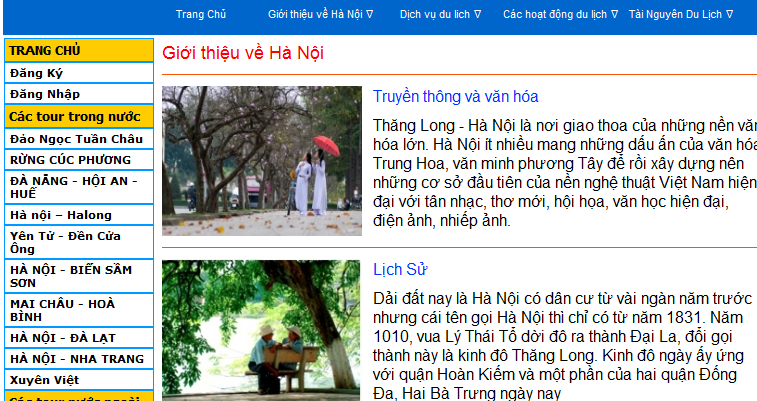 Trang Chủ Giới thiệu về Hà Nội ∇ Dịch vụ du lich ∇ Các hoạt động du lịch ∇ Tài Nguyên Du Lịch ∇
TRANG CHỦ
Đăng Ký
Đăng Nhập
Các tour trong nước
Đảo Ngọc Tuần Châu
RỪNG CÚC PHƯƠNG
ĐÀ NẴNG - HỘI AN -
HUẾ
Hà nội – Halong
Yên Tử - Đền Cửa
Ông
HÀ NỘI - BIỂN SẦM
SƠN
MAI CHÂU - HOÀ
BÌNH
HÀ NỘI - ĐÀ LẠT
HÀ NỘI - NHA TRANG
Xuyên Việt
Các tour nước ngoài
Giới thiệu về Hà Nội
Truyền thông và văn hóa
Thăng Long - Hà Nội là nơi giao thoa của những nền văn
hóa lớn. Hà Nội ít nhiều mang những dấu ấn của văn hóa
Trung Hoa, văn minh phương Tây để rồi xây dựng nên
những cơ sở đầu tiên của nền nghệ thuật Việt Nam hiện
đại với tân nhạc, thơ mới, hội họa, văn học hiện đại,
điện ảnh, nhiếp ảnh.
Lịch Sử
Dải đất nay là Hà Nội có dân cư từ vài ngàn năm trước
nhưng cái tên gọi Hà Nội thì chỉ có từ năm 1831. Năm
1010, vua Lý Thái Tổ dời đô ra thành Đại La, đổi gọi
thành này là kinh đô Thăng Long. Kinh đô ngày ấy ứng
với quận Hoàn Kiếm và một phần của hai quận Đống
Đa, Hai Bà Trưng ngày nay